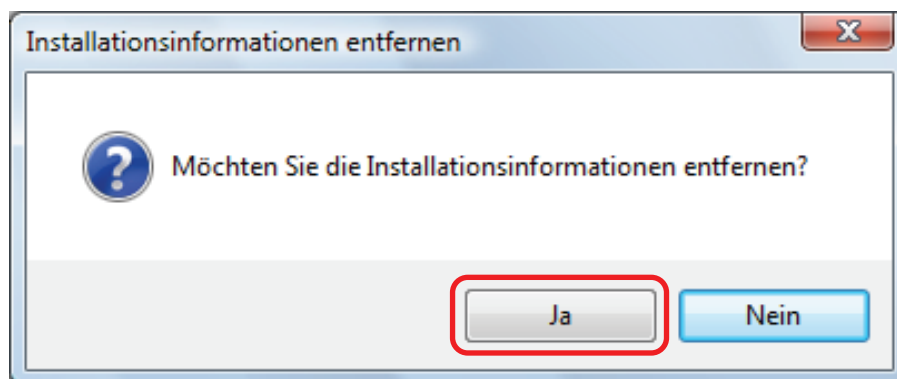 Installationsinformationen entfernen
Möchten Sie die Installationsinformationen entfernen?
Ja
Nein